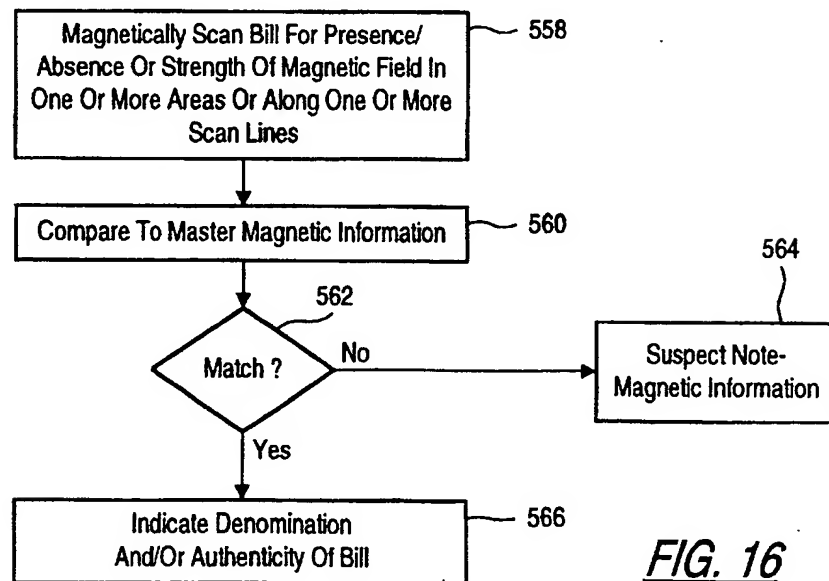 Magnetically Scan Bill For Presence/
Absence Or Strength Of Magnetic Field In
One Or More Areas Or Along One Or More
Scan Lines
558
Compare To Master Magnetic Information
560
562
Match ?
No
564
Suspect Note-
Magnetic Information
Yes
Indicate Denomination
And/Or Authenticity Of Bill
566
FIG. 16